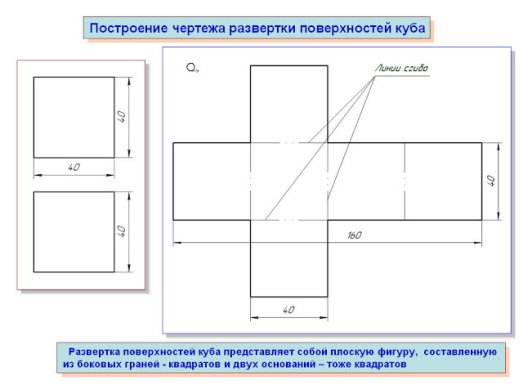 Построение чертежа развертки поверхностей куба
40
40
40
Линии сгиба
40
160
40
Развертка поверхностей куба представляет собой плоскую фигуру, составленную
из боковых граней - квадратов и двух оснований – тоже квадратов